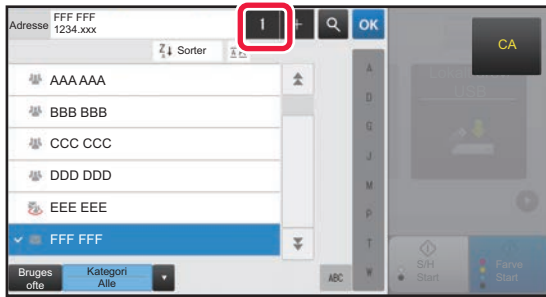 Adresse FFF FFF
1234.xxx
1
+
OK
CA
Z↓ Sorter
AAA AAA
BBB BBB
CCC CCC
DDD DDD
EEE EEE
FFF FFF
A
D
G
J
M
P
T
W
ABC
Bruges
ofte
Kategori
Alle
USB
S/H
Start
Farve
Start